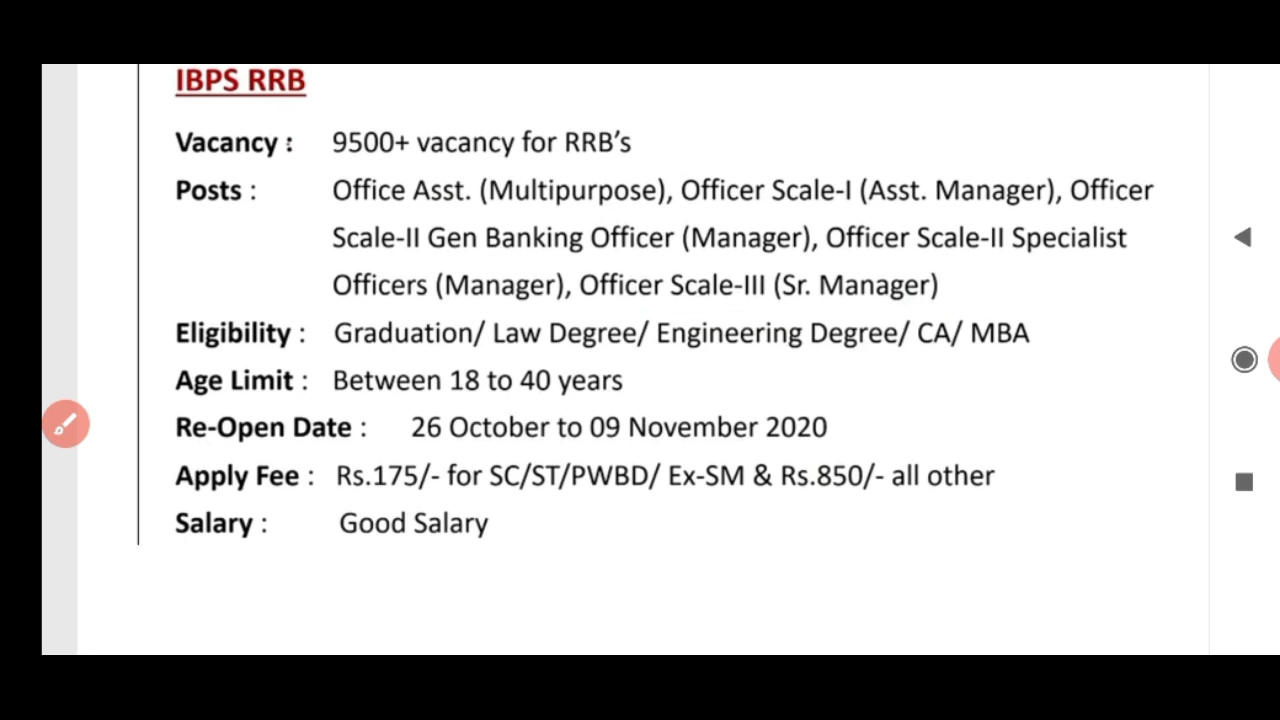 IBPS RRB
Vacancy : 9500+ vacancy for RRB’s
Posts : Office Asst. (Multipurpose), Officer Scale-I (Asst. Manager), Officer
Scale-II Gen Banking Officer (Manager), Officer Scale-II Specialist
Officers (Manager), Officer Scale-III (Sr. Manager)
Eligibility : Graduation/ Law Degree/ Engineering Degree/ CA/ MBA
Age Limit : Between 18 to 40 years
Re-Open Date : 26 October to 09 November 2020
Apply Fee : Rs.175/- for SC/ST/PWBD/ Ex-SM & Rs.850/- all other
Salary : Good Salary